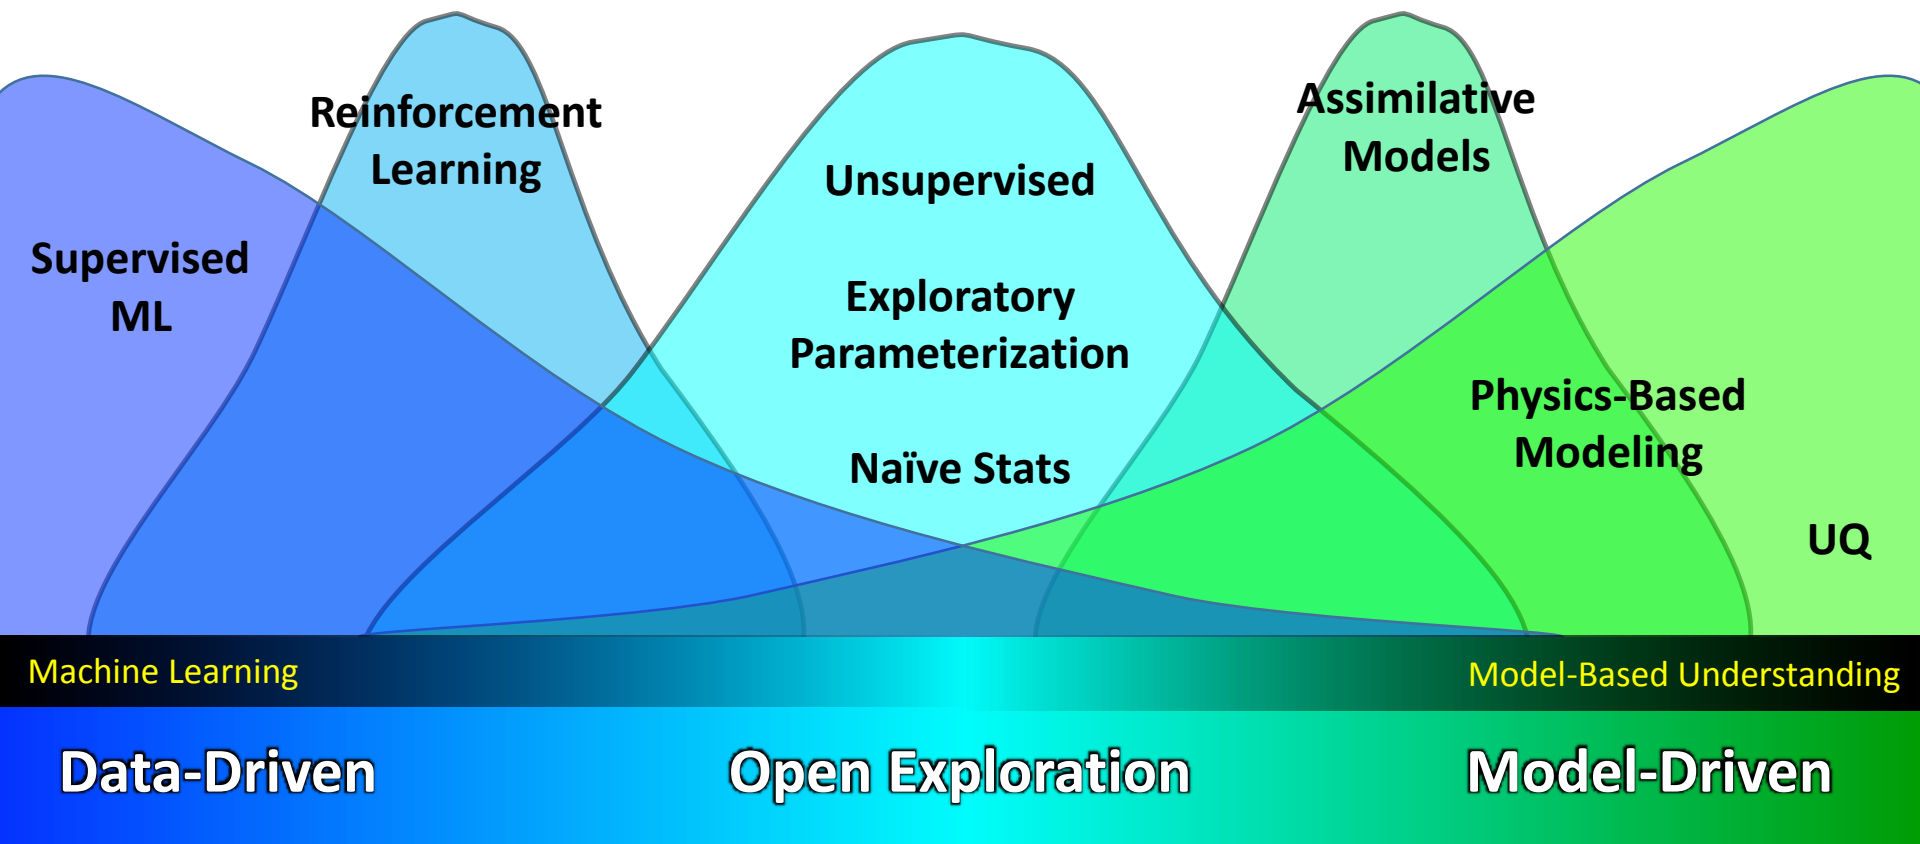 Reinforcement
Learning
Assimilative
Models
Unsupervised
Supervised
ML
Exploratory
Parameterization
Physics-Based
Modeling
Naïve Stats
UQ
Machine Learning
Model-Based Understanding
Data-Driven
Open Exploration
Model-Driven